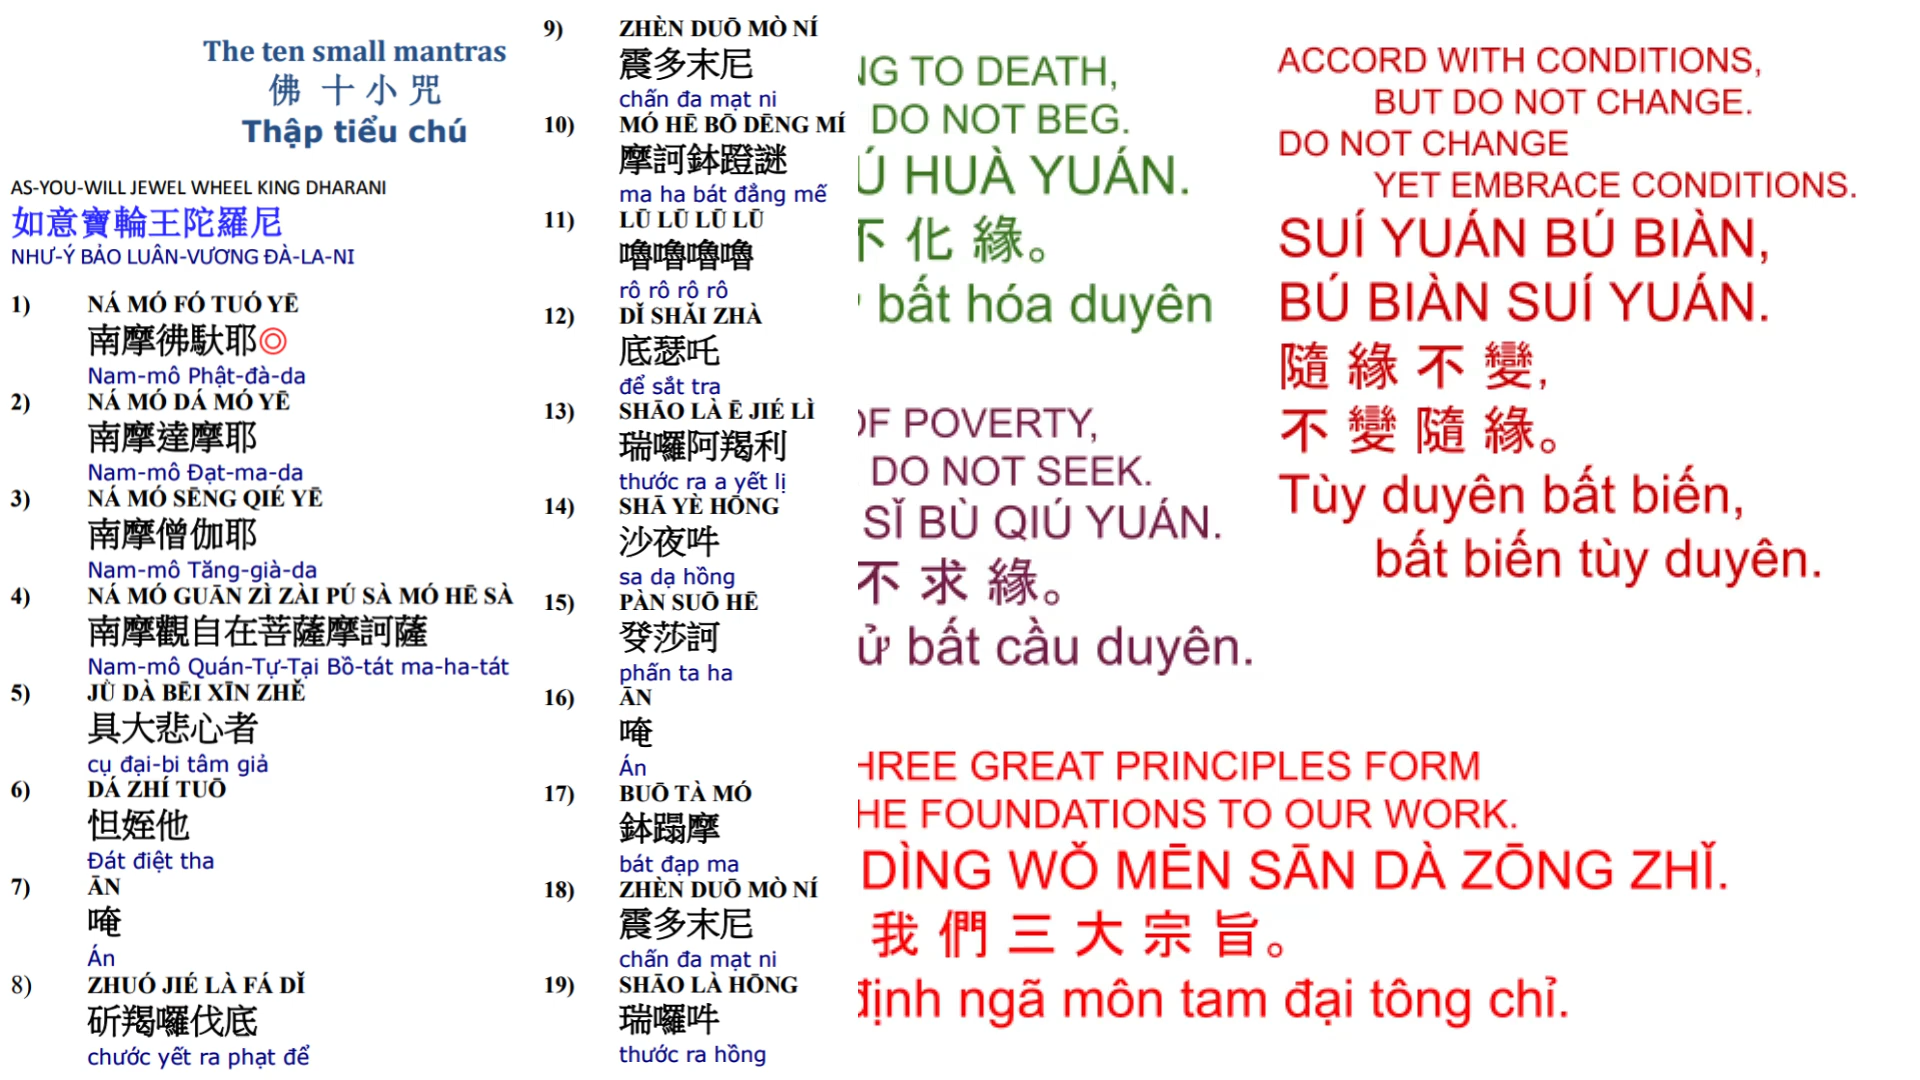 The ten small mantras
佛 十 小 咒
Thập tiểu chú
AS-YOU-WILL JEWEL WHEEL KING DHARANI
如意寶輪王陀羅尼
NHƯ-Ý BẢO LUÂN-VƯƠNG ĐÀ-LA-NI
1) NÁ MÓ FÓ TUÓ YĒ
南摩彿馱耶◎
Nam-mô Phật-đà-da
2) NÁ MÓ DÁ MÓ YĒ
南摩達摩耶
Nam-mô Đạt-ma-da
3) NÁ MÓ SĒNG QIÉ YĒ
南摩僧伽耶
Nam-mô Tăng-già-da
4) NÁ MÓ GUĀN ZÌ ZÀI PÚ SÀ MÓ HĒ SÀ
南摩觀自在菩薩摩訶薩
Nam-mô Quán-Tự-Tại Bồ-tát ma-ha-tát
5) JÙ DÀ BĒI XĪN ZHĚ
具大悲心者
cụ đại-bi tâm giả
6) DÁ ZHÍ TUŌ
怛姪他
Đát điệt tha
7) ĀN
唵
Án
8) ZHUÓ JIÉ LÀ FÁ DǏ
斫羯囉伐底
chước yết ra phạt để
9) ZHÈN DUŌ MÒ NÍ
震多末尼
chấn đa mạt ni
10) MÓ HĒ BŌ DĒNG MÍ
摩訶鉢蹬謎
ma ha bát đẳng mế
11) LŪ LŪ LŪ LŪ
嚕嚕嚕嚕
rô rô rô rô
12) DǏ SHǍI ZHÀ
底瑟吒
để sắt tra
13) SHĀO LÀ Ē JIÉ LÌ
瑞囉阿羯利
thước ra a yết lị
14) SHĀ YÈ HŌNG
沙夜吽
sa dạ hồng
15) PÀN SUŌ HĒ
癹莎訶
phấn ta ha
16) ĀN
唵
Án
17) BUŌ TÀ MÓ
鉢蹋摩
bát đạp ma
18) ZHÈN DUŌ MÒ NÍ
震多末尼
chấn đa mạt ni
19) SHĀO LÀ HŌNG
瑞囉吽
thước ra hồng
NG TO DEATH,
DO NOT BEG.
Ú HUÀ YUÁN.
不 化 緣。
bất hóa duyên
OF POVERTY,
DO NOT SEEK.
SǏ BÙ QIÚ YUÁN.
不 求 緣。
ử bất cầu duyên.
ACCORD WITH CONDITIONS,
BUT DO NOT CHANGE.
DO NOT CHANGE
YET EMBRACE CONDITIONS.
SUÍ YUÁN BÚ BIÀN,
BÚ BIÀN SUÍ YUÁN.
隨 緣 不 變,
不 變 隨 緣。
Tùy duyên bất biến,
bất biến tùy duyên.
HREE GREAT PRINCIPLES FORM
HE FOUNDATIONS TO OUR WORK.
DÌNG WǑ MĒN SĀN DÀ ZŌNG ZHǏ.
我 們 三 大 宗 旨。
định ngã môn tam đại tông chỉ.